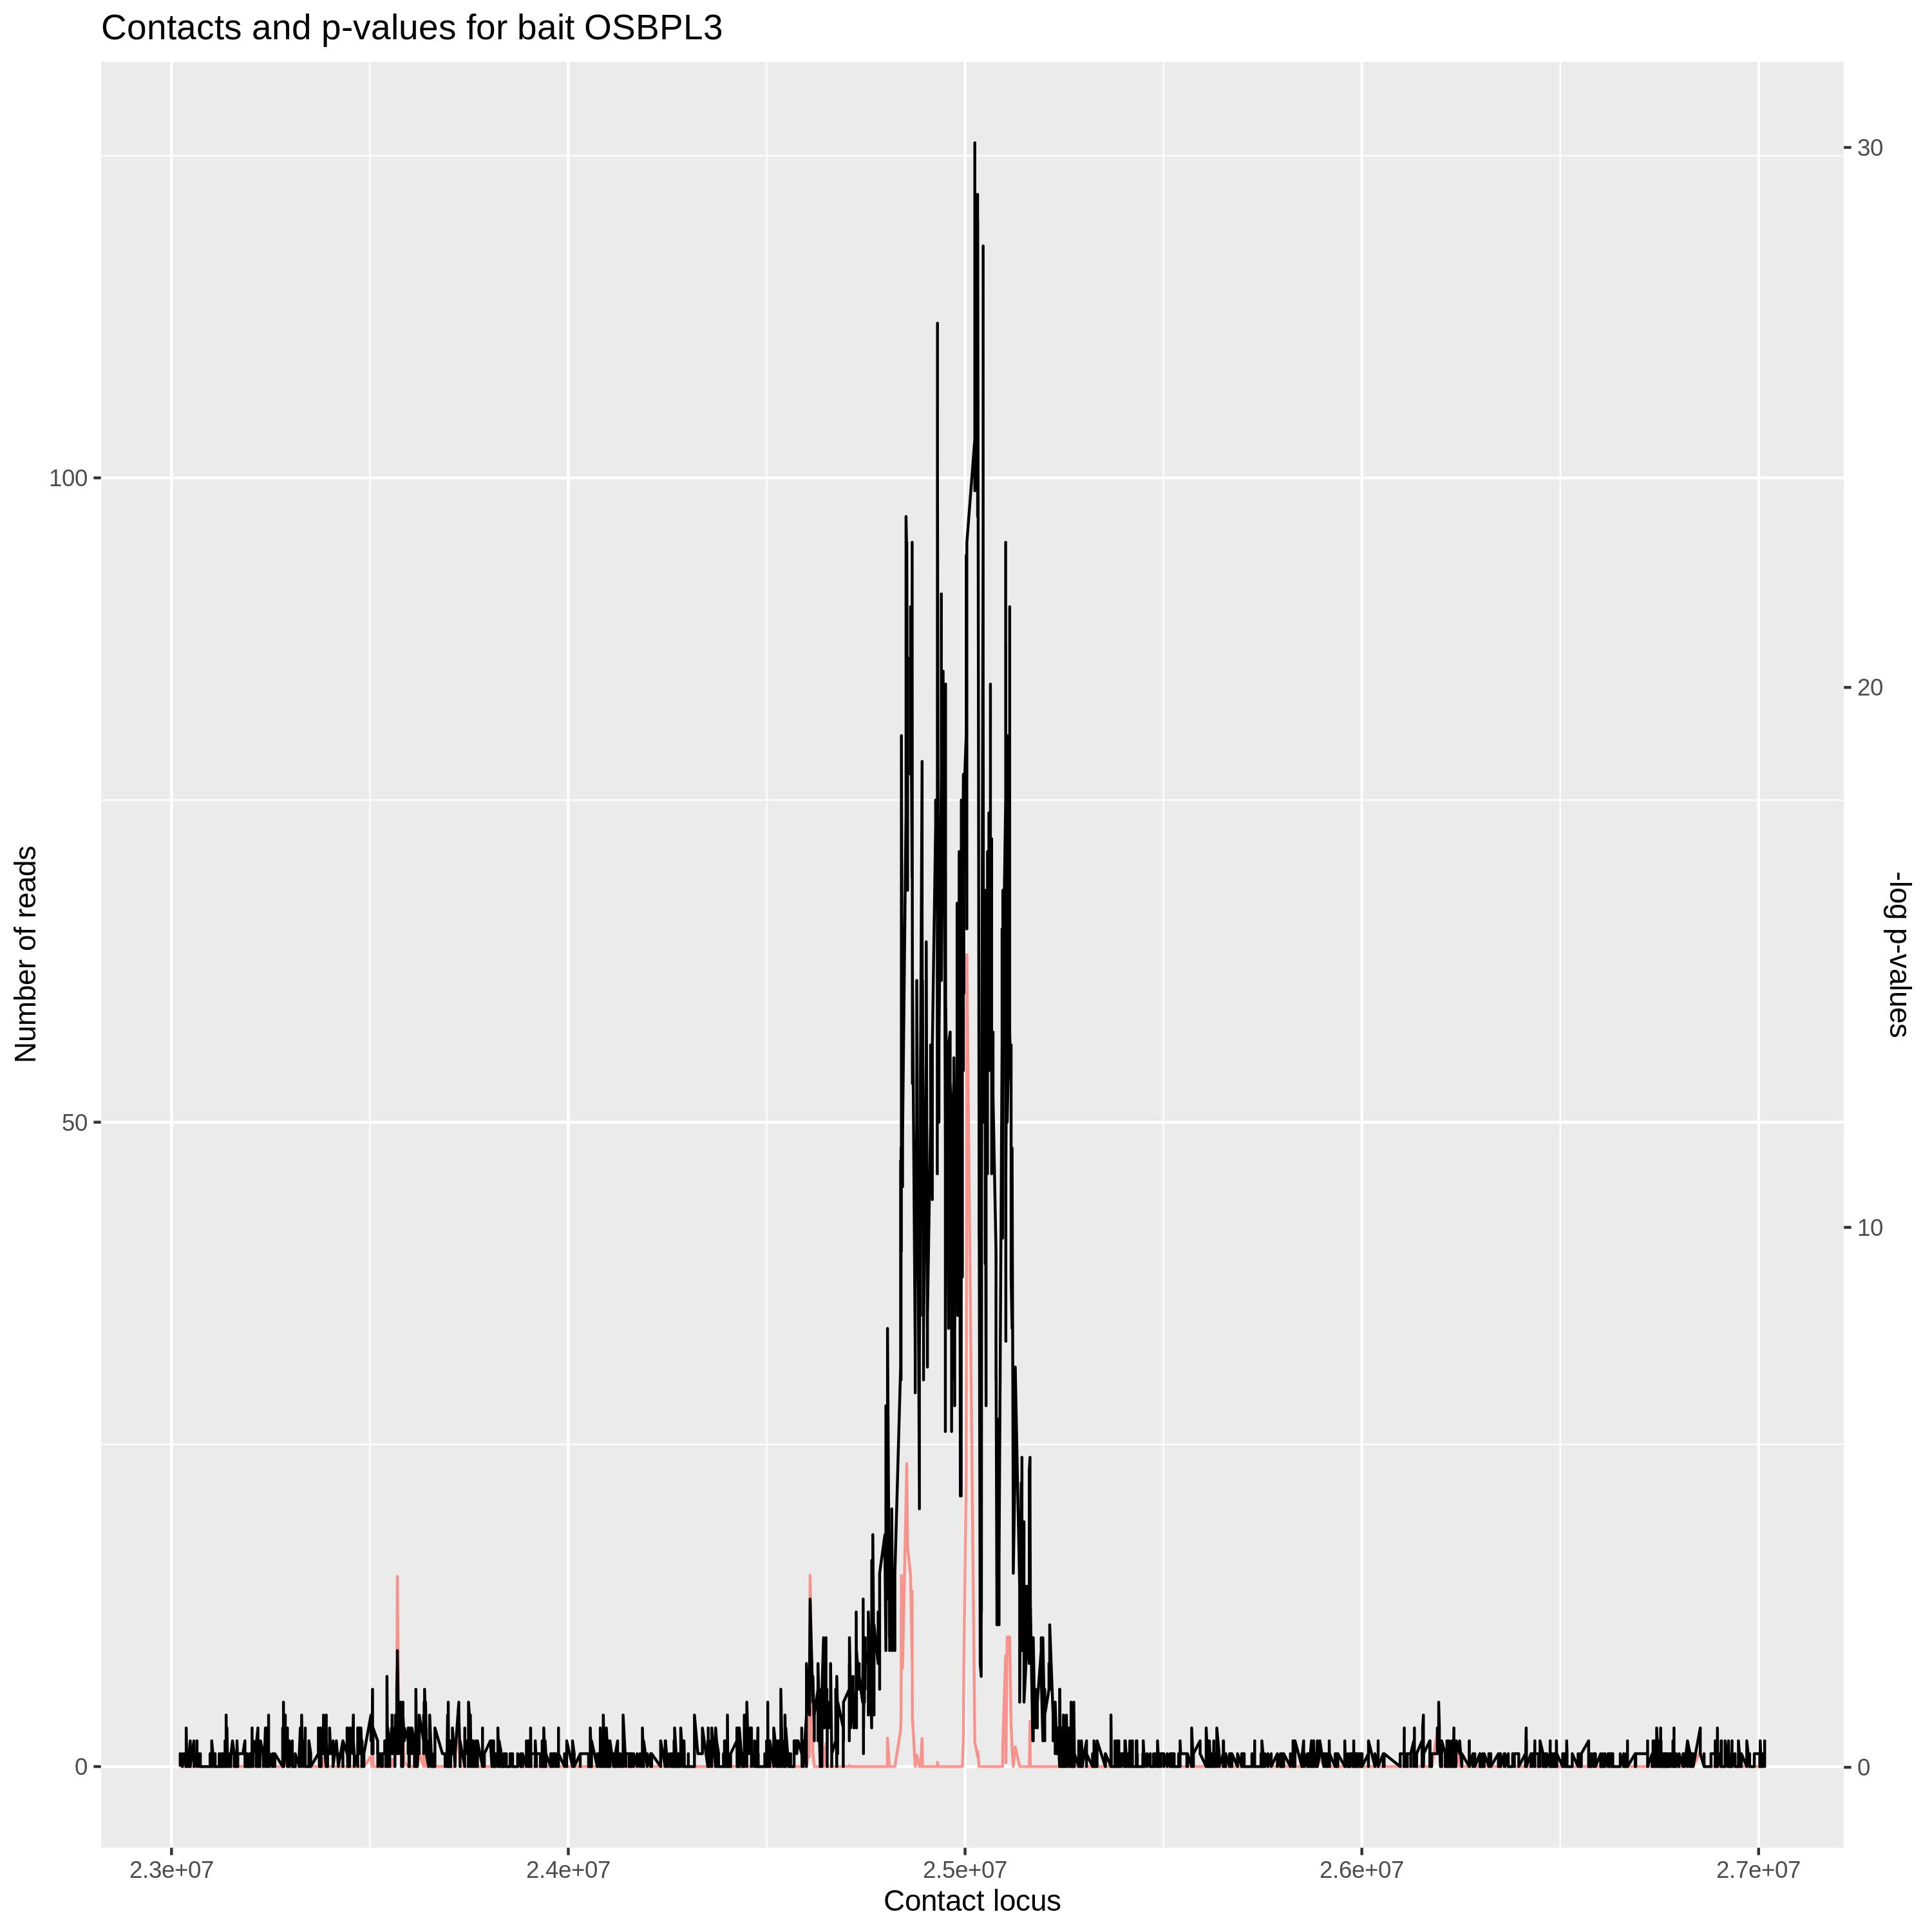 Contacts and p-values for bait OSBPL3
30
100
20
Number of reads
-log p-values
50
10
0
0
2.3e+07 2.4e+07 2.5e+07 2.6e+07 2.7e+07
Contact locus